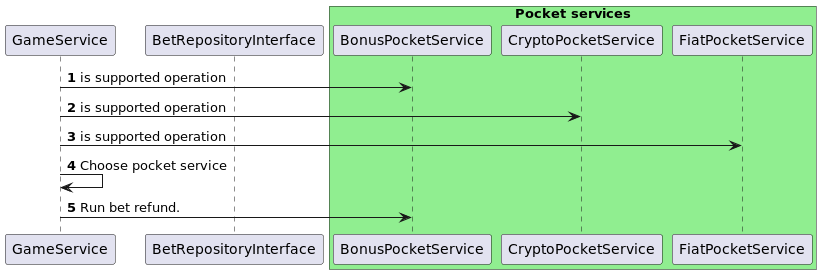 Pocket services
GameService BetRepositoryInterface BonusPocketService CryptoPocketService FiatPocketService
1 is supported operation
2 is supported operation
3 is supported operation
4 Choose pocket service
5 Run bet refund.
GameService BetRepositoryInterface BonusPocketService CryptoPocketService FiatPocketService